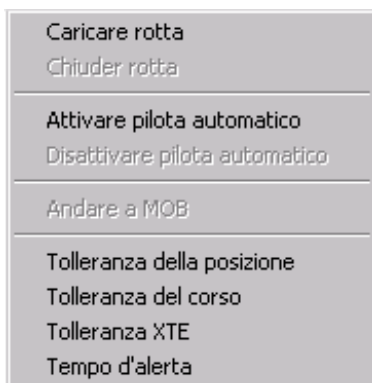 Caricare rotta
Chiuder rotta
Attivare pilota automatico
Disattivare pilota automatico
Andare a MOB
Tolleranza della posizione
Tolleranza del corso
Tolleranza XTE
Tempo d'alerta